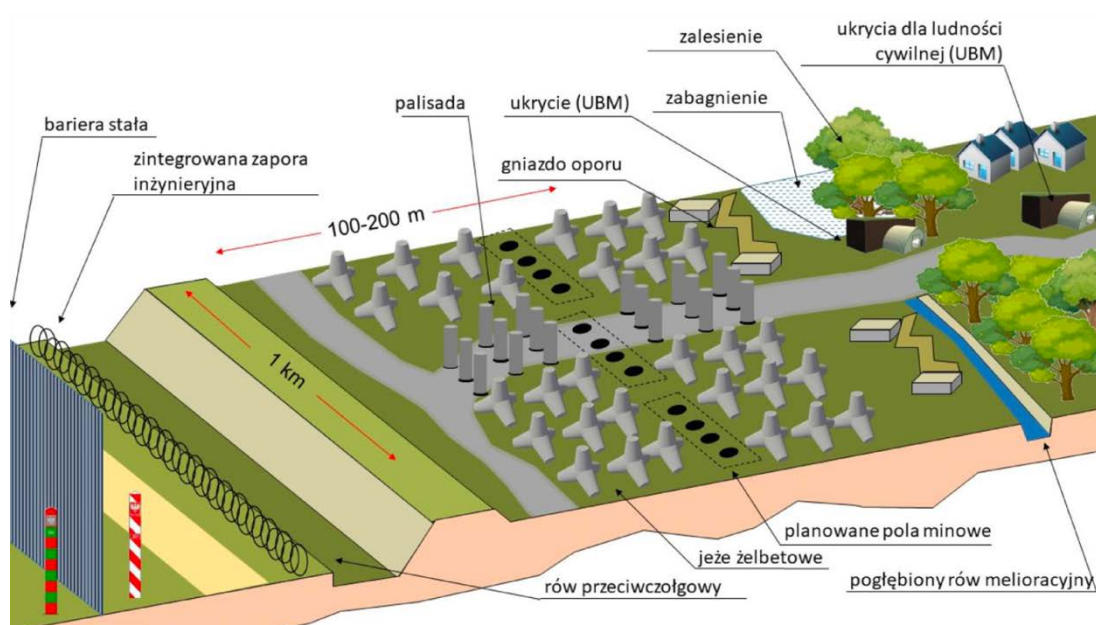 ukrycia dla ludności
cywilnej (UBM)
zalesienie
zabagnienie
ukrycie (UBM)
palisada
gniazdo oporu
bariera stała
zintegrowana zapora
inżynieryjna
100-200 m
1 km
planowane pola minowe
jeże żelbetowe
pogłębiony rów melioracyjny
rów przeciwczołgowy